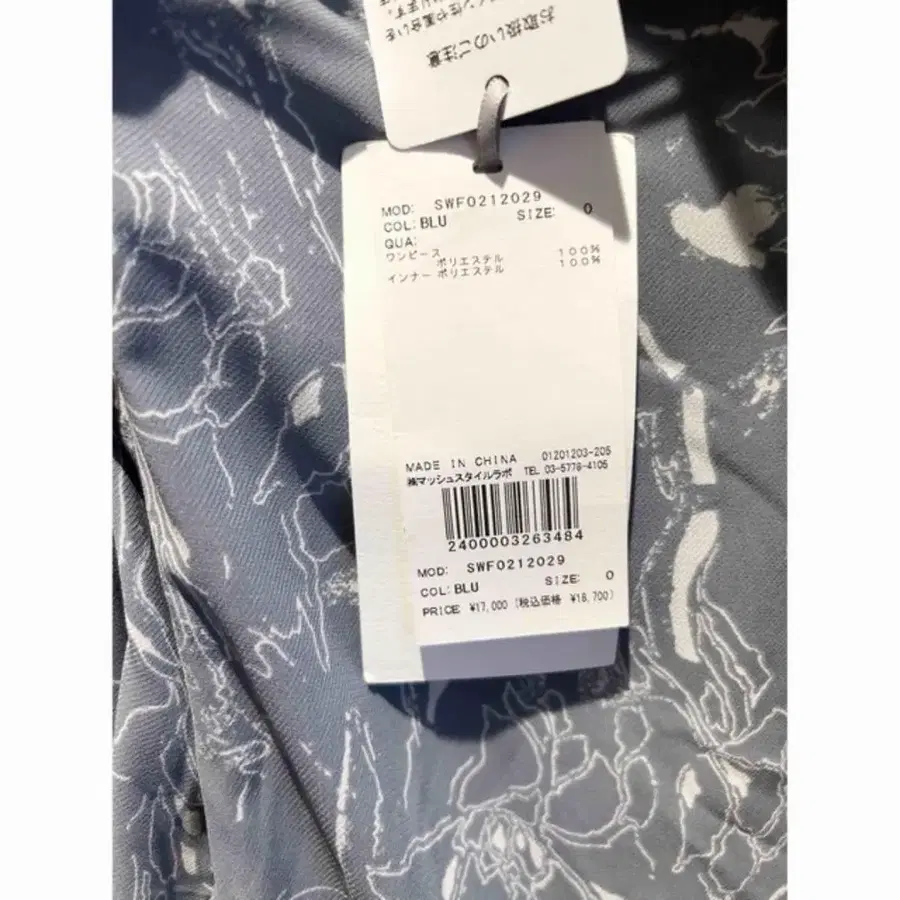 お取扱いのご注意
MOD: SWF0212029
COL: BLU SIZE: 0
QUA:
ワンピース
ポリエステル 100%
インナー ポリエステル 100%
MADE IN CHINA 01201203-205
㈱マッシュスタイルラボ TEL 03-5778-4105
2400003263484
MOD: SWF0212029
COL: BLU SIZE: 0
PRICE ¥17,000 (税込価格 ¥18,700)